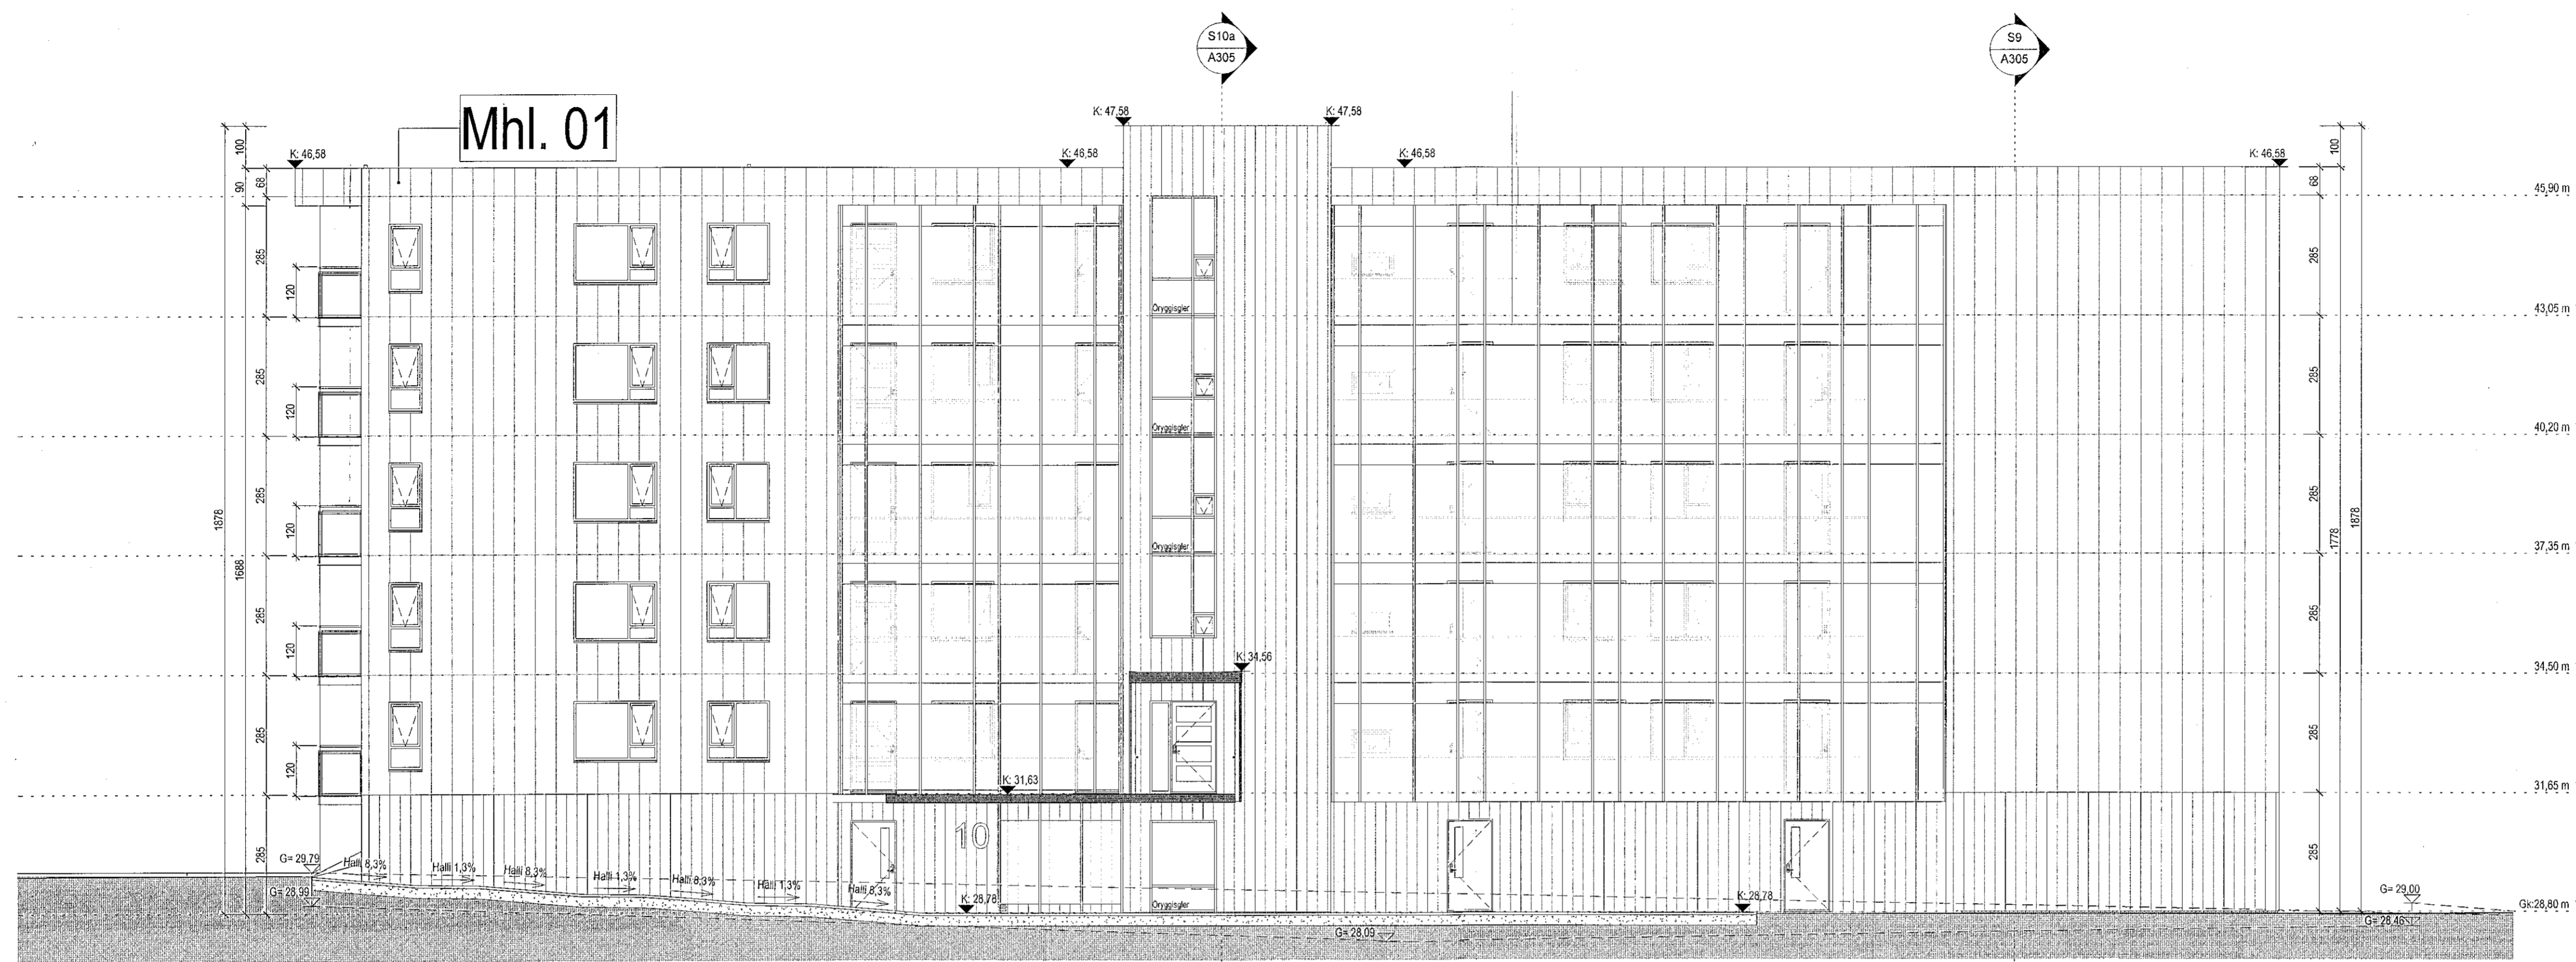 S10a
A305
S9
A305
Mhl. 01
K: 47,58
K: 47,58
K: 46,58
K: 46,58
K: 46,58
K: 46,58
100
90
68
100
68
45,90 m
285
120
285
Öryggisgler
43,05 m
285
120
285
Öryggisgler
40,20 m
285
120
285
1878
1688
Öryggisgler
1778
1878
37,35 m
285
120
285
K: 34,56
34,50 m
285
120
285
K: 31,63
31,65 m
10
285
285
G= 29,79
Halli 8,3%
Halli 1,3%
Halli 8,3%
Halli 1,3%
Halli 8,3%
Halli 1,3%
Halli 8,3%
G= 28,99
K: 28,78
Öryggisgler
K: 28,78
G= 29,00
Gk:28,80 m
G= 28,46
G= 28,09